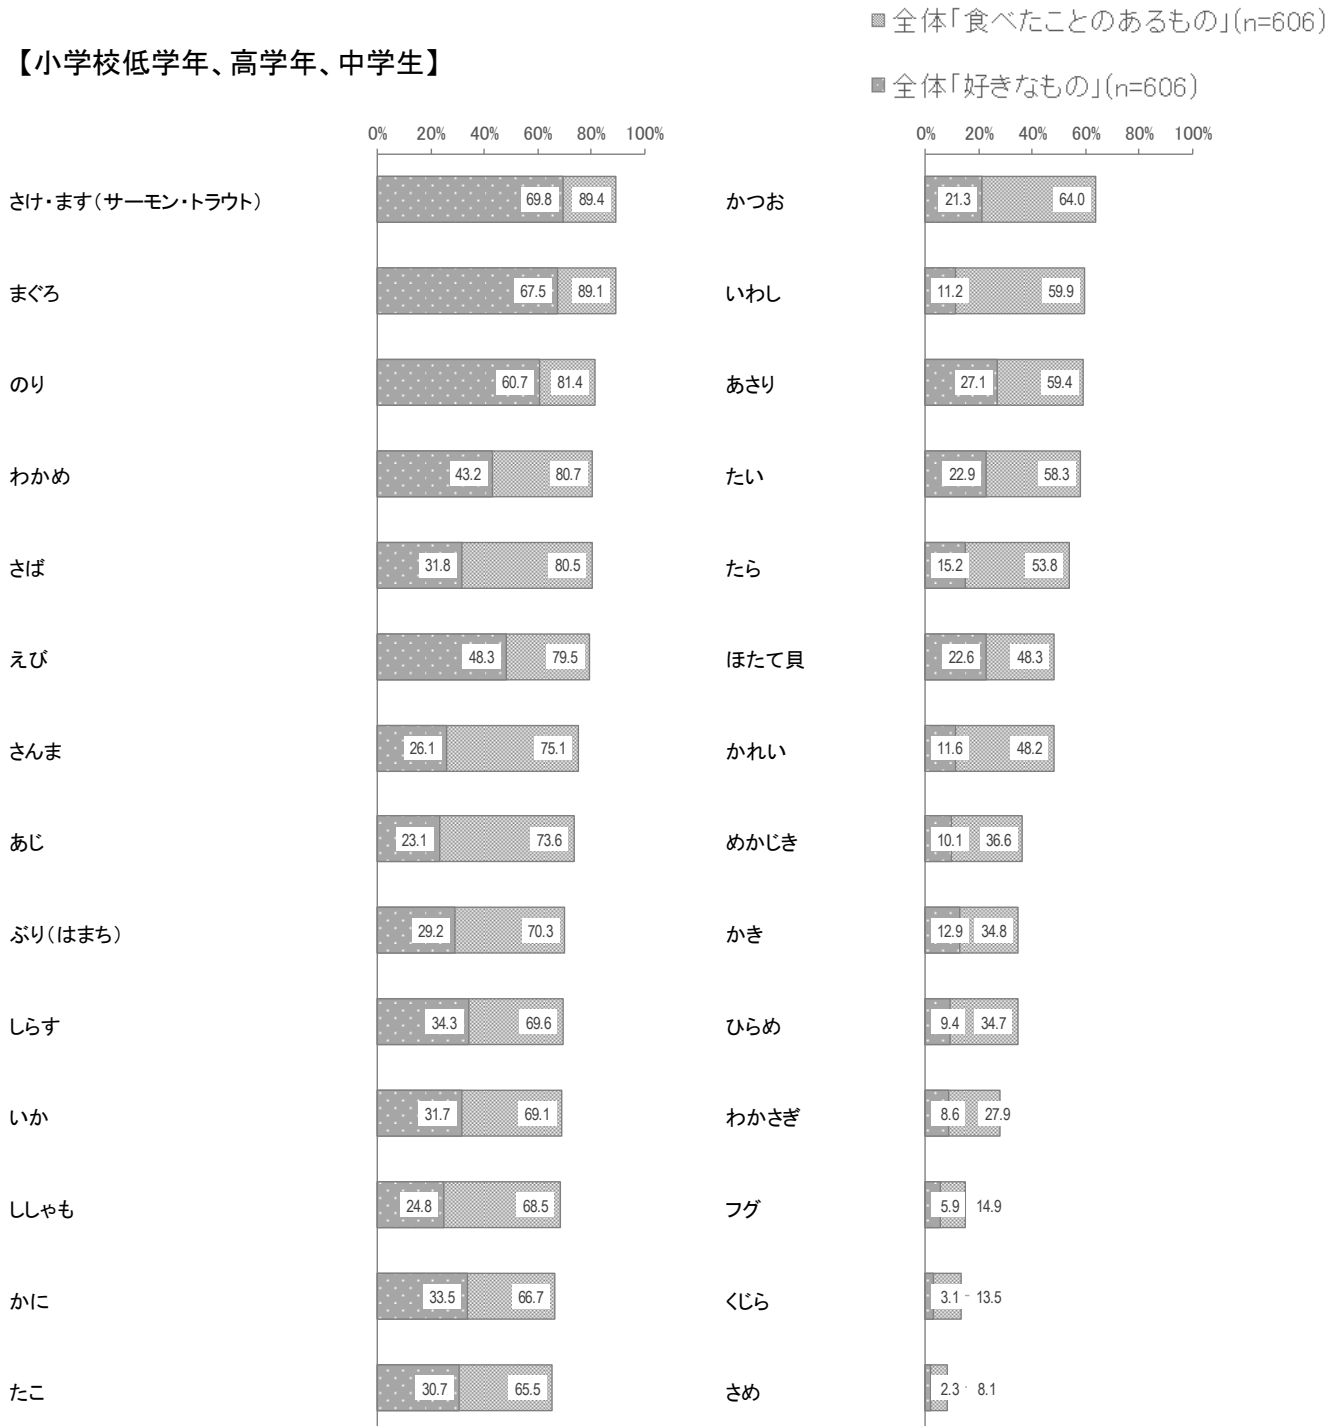 全体「食べたことのあるもの」(n=606)
【小学校低学年、高学年、中学生】
全体「好きなもの」(n=606)
0% 20% 40% 60% 80% 100%
さけ・ます(サーモン・トラウト) 69.8 89.4
まぐろ 67.5 89.1
のり 60.7 81.4
わかめ 43.2 80.7
さば 31.8 80.5
えび 48.3 79.5
さんま 26.1 75.1
あじ 23.1 73.6
ぶり(はまち) 29.2 70.3
しらす 34.3 69.6
いか 31.7 69.1
ししゃも 24.8 68.5
かに 33.5 66.7
たこ 30.7 65.5
0% 20% 40% 60% 80% 100%
かつお 21.3 64.0
いわし 11.2 59.9
あさり 27.1 59.4
たい 22.9 58.3
たら 15.2 53.8
ほたて貝 22.6 48.3
かれい 11.6 48.2
めかじき 10.1 36.6
かき 12.9 34.8
ひらめ 9.4 34.7
わかさぎ 8.6 27.9
フグ 5.9 14.9
くじら 3.1 13.5
さめ 2.3 8.1